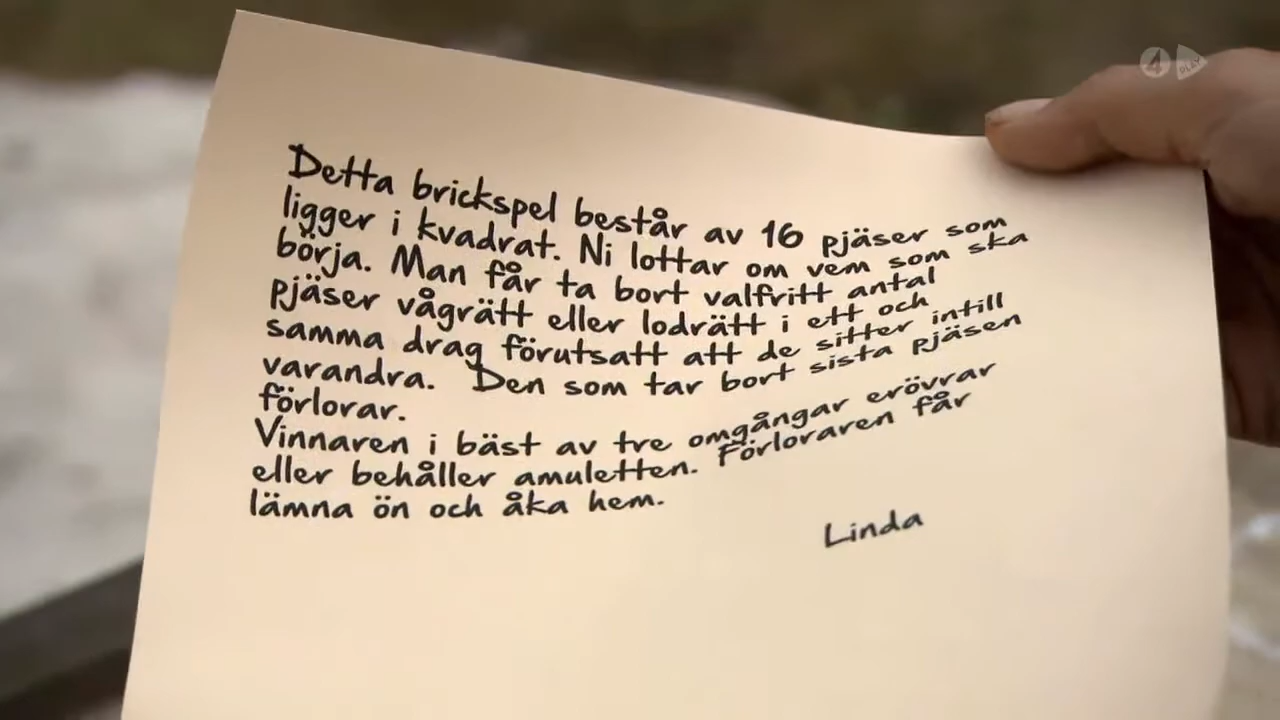 4 PLAY
Detta brickspel består av 16 pjäser som
ligger i kvadrat. Ni lottar om vem som ska
börja. Man får ta bort valfritt antal
pjäser vågrätt eller lodrätt i ett och
samma drag förutsatt att de sitter intill
varandra. Den som tar bort sista pjäsen
förlorar.
Vinnaren i bäst av tre omgångar erövrar
eller behåller amuletten. Förloraren får
lämna ön och åka hem.
Linda